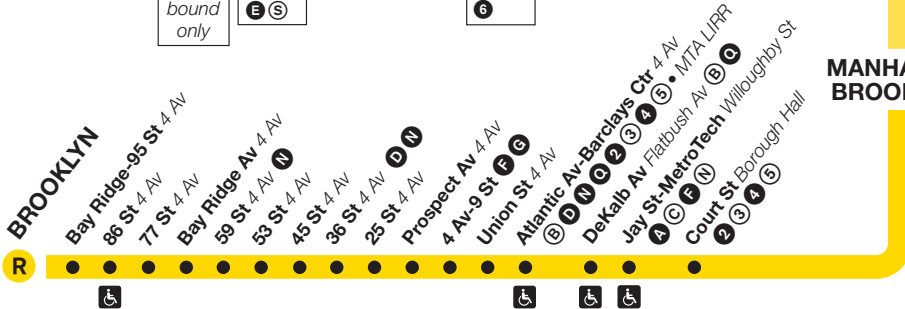 bound
only
E S
6
MANHA
BROOK
BROOKLYN
R
Bay Ridge-95 St 4 Av
86 St 4 Av
77 St 4 Av
Bay Ridge Av 4 Av
59 St 4 Av N
53 St 4 Av
45 St 4 Av
36 St 4 Av D N
25 St 4 Av
Prospect Av 4 Av
4 Av-9 St F G
Union St 4 Av
Atlantic Av-Barclays Ctr 4 Av
B D N Q 2 3 4 5 • MTA LIRR
DeKalb Av Flatbush Av B Q
Jay St-MetroTech Willoughby St
A C F N
Court St Borough Hall
2 3 4 5